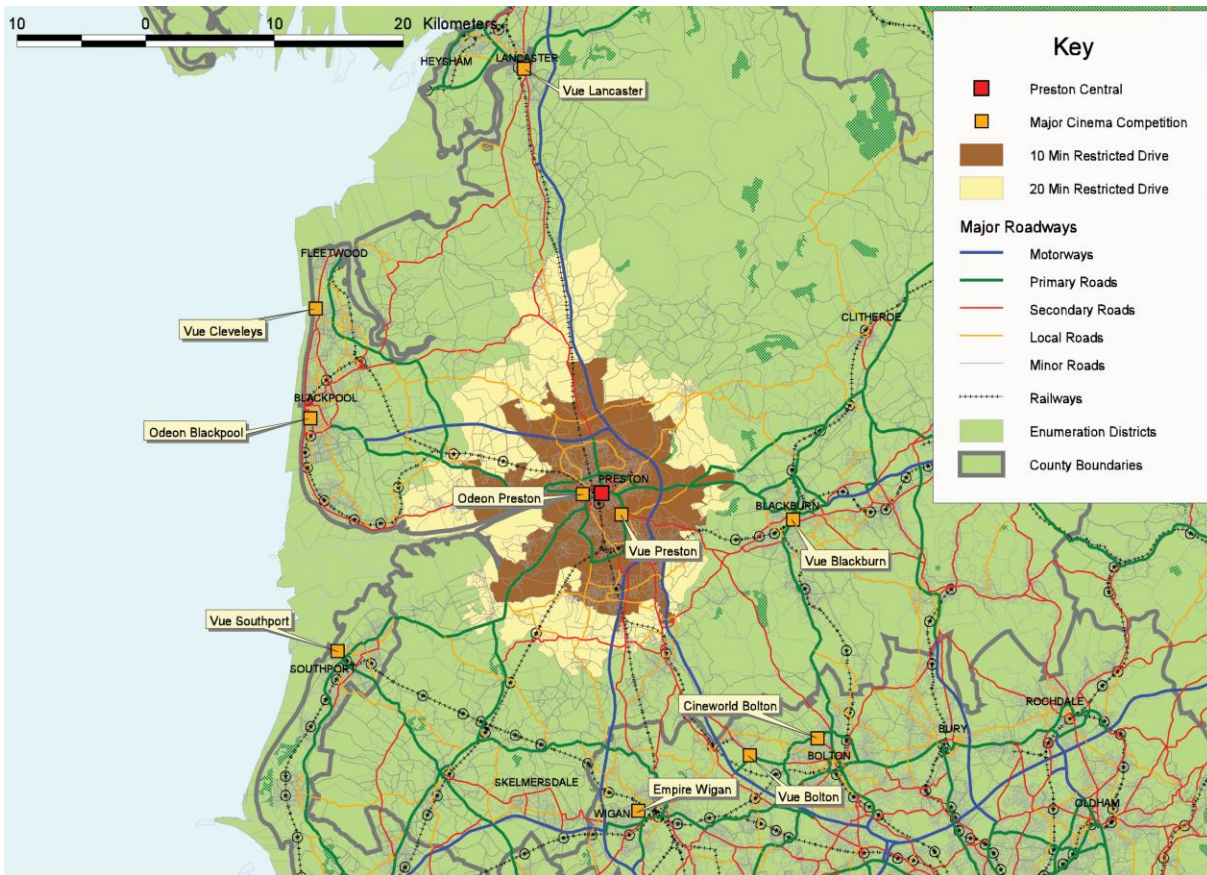 10 0 10 20 Kilometers
HEYSHAM
LANCASTER
Vue Lancaster
FLEETWOOD
Vue Cleveleys
CLITHEROE
BLACKPOOL
Odeon Blackpool
PRESTON
Odeon Preston
BLACKBURN
Vue Preston
Vue Blackburn
Vue Southport
SOUTHPORT
Cineworld Bolton
ROCHDALE
BURY
BOLTON
SKELMERSDALE
Empire Wigan
Vue Bolton
WIGAN
OLDHAM
Key
Preston Central
Major Cinema Competition
10 Min Restricted Drive
20 Min Restricted Drive
Major Roadways
Motorways
Primary Roads
Secondary Roads
Local Roads
Minor Roads
Railways
Enumeration Districts
County Boundaries